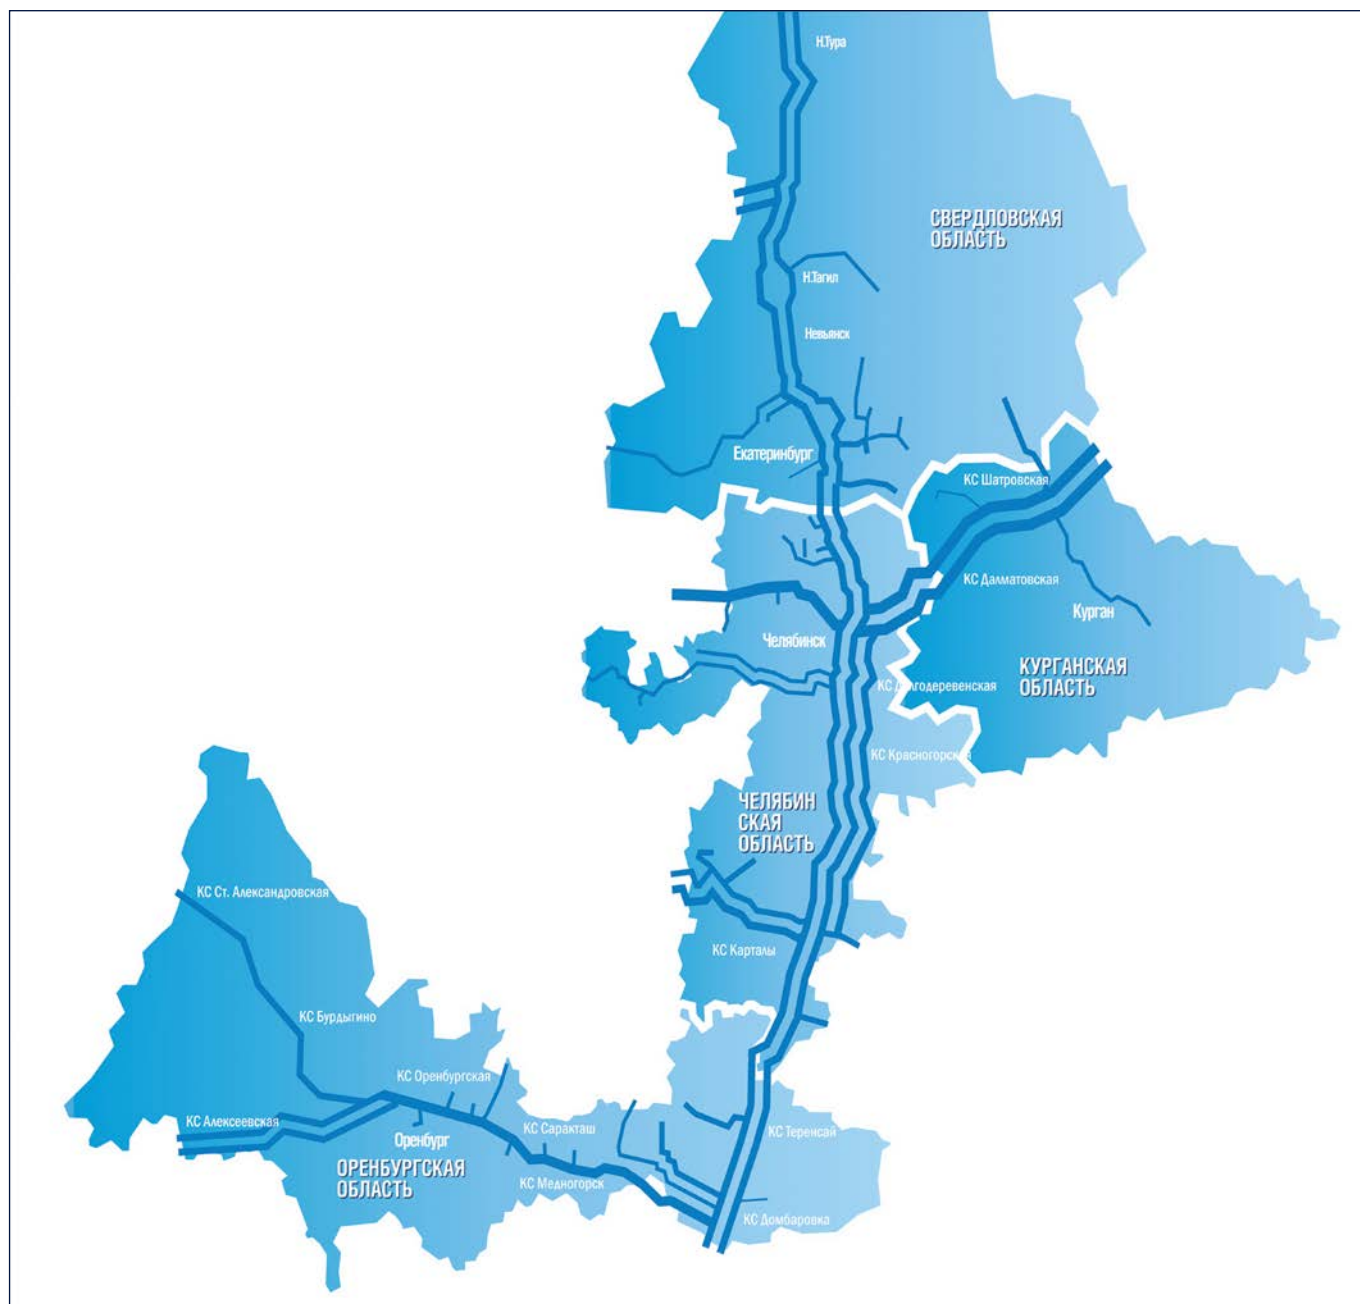 Н.Тура
СВЕРДЛОВСКАЯ
ОБЛАСТЬ
Н.Тагил
Невьянск
Екатеринбург
КС Шатровская
КС Далматовская
Курган
Челябинск
КУРГАНСКАЯ
ОБЛАСТЬ
КС Долгодеревенская
КС Красногорская
ЧЕЛЯБИН
СКАЯ
ОБЛАСТЬ
КС Ст. Александровская
КС Карталы
КС Бурдыгино
КС Оренбургская
КС Алексеевская
КС Саракташ
КС Теренсай
Оренбург
ОРЕНБУРГСКАЯ
ОБЛАСТЬ
КС Медногорск
КС Домбаровка